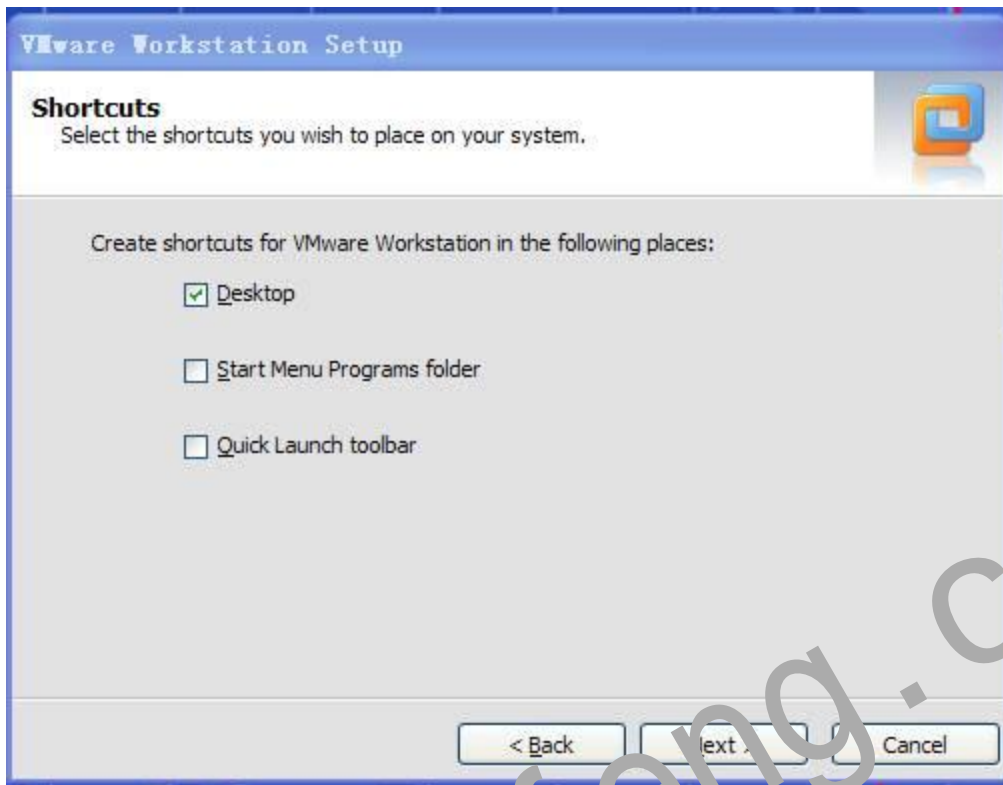 VMware Workstation Setup
Shortcuts
Select the shortcuts you wish to place on your system.
Create shortcuts for VMware Workstation in the following places:
Desktop
Start Menu Programs folder
Quick Launch toolbar
< Back
Cancel